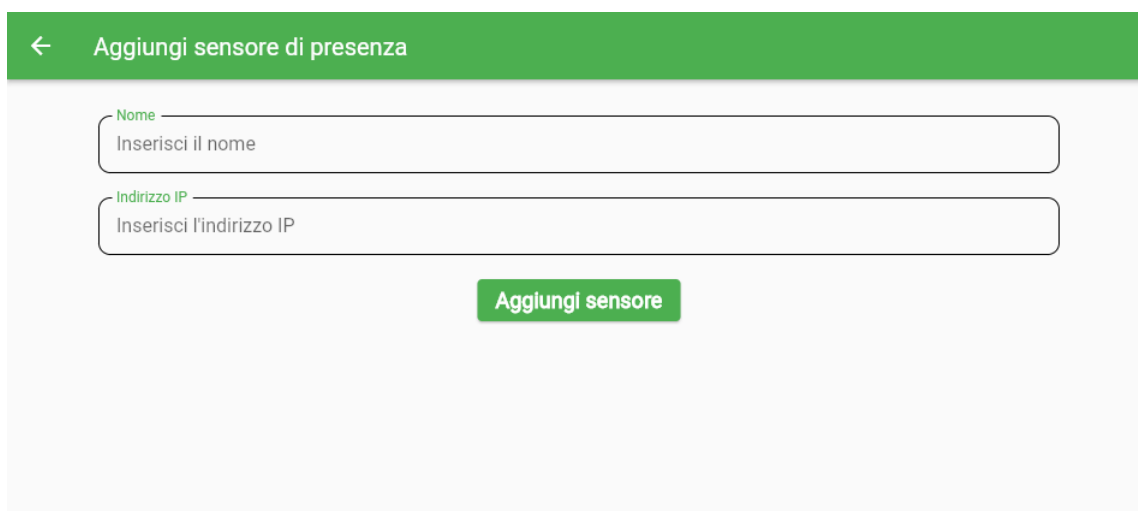 Aggiungi sensore di presenza
Nome
Inserisci il nome
Indirizzo IP
Inserisci l'indirizzo IP
Aggiungi sensore